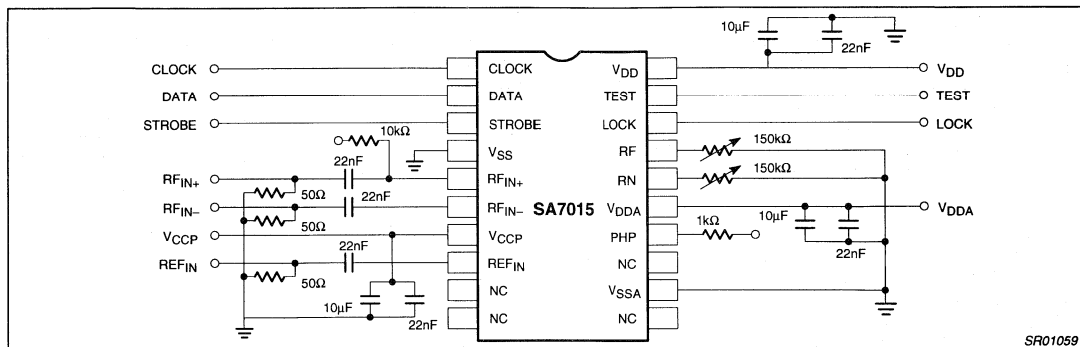 10μF
22nF
CLOCK
CLOCK
V_DD
V_DD
DATA
DATA
TEST
TEST
STROBE
STROBE
LOCK
LOCK
10kΩ
V_SS
RF
150kΩ
22nF
RF_IN+
RF_IN+
RN
150kΩ
50Ω
22nF
RF_IN–
RF_IN–
SA7015
V_DDA
V_DDA
50Ω
1kΩ
10μF
V_CCP
V_CCP
PHP
22nF
22nF
REF_IN
REF_IN
NC
50Ω
NC
V_SSA
10μF
22nF
NC
NC
SR01059